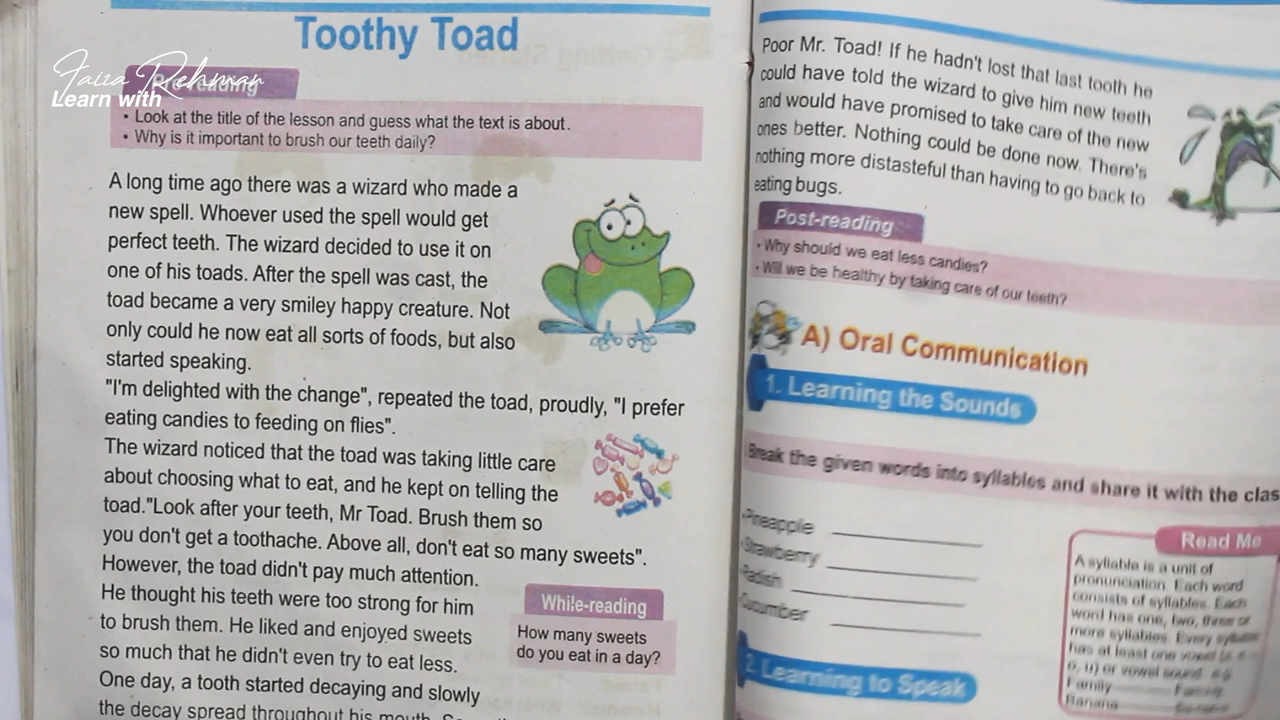 Toothy Toad
Faiza Rehman
Learn with
Pre-reading
• Look at the title of the lesson and guess what the text is about.
• Why is it important to brush our teeth daily?
A long time ago there was a wizard who made a
new spell. Whoever used the spell would get
perfect teeth. The wizard decided to use it on
one of his toads. After the spell was cast, the
toad became a very smiley happy creature. Not
only could he now eat all sorts of foods, but also
started speaking.
"I'm delighted with the change", repeated the toad, proudly, "I prefer
eating candies to feeding on flies".
The wizard noticed that the toad was taking little care
about choosing what to eat, and he kept on telling the
toad."Look after your teeth, Mr Toad. Brush them so
you don't get a toothache. Above all, don't eat so many sweets".
However, the toad didn't pay much attention.
He thought his teeth were too strong for him
to brush them. He liked and enjoyed sweets
so much that he didn't even try to eat less.
One day, a tooth started decaying and slowly
the decay spread throughout his mouth.
While-reading
How many sweets
do you eat in a day?
Poor Mr. Toad! If he hadn't lost that last tooth he
could have told the wizard to give him new teeth
and would have promised to take care of the new
ones better. Nothing could be done now. There's
nothing more distasteful than having to go back to
eating bugs.
Post-reading
• Why should we eat less candies?
• Will we be healthy by taking care of our teeth?
A) Oral Communication
1. Learning the Sounds
Break the given words into syllables and share it with the clas
• Pineapple
• Strawberry
• Radish
• Cucumber
Read Me
A syllable is a unit of
pronunciation. Each word
consists of syllables. Each
word has one, two, three or
more syllables. Every syllable
has at least one vowel
o, u) or vowel sound. e.g
Family
Banana
2. Learning to Speak